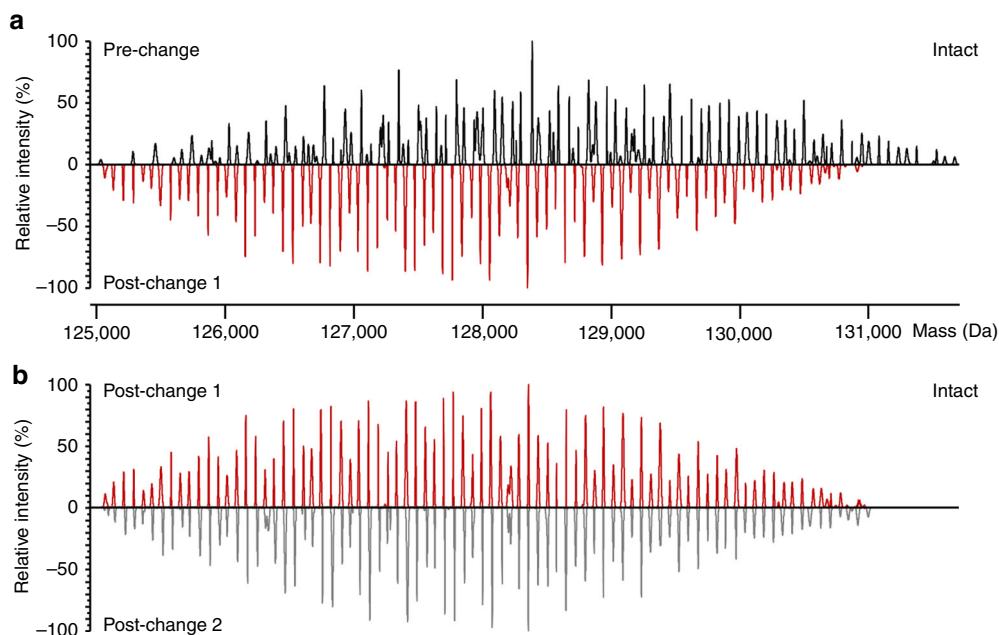 a
Pre-change
Intact
100
50
0
−50
−100
Relative intensity (%)
Post-change 1
125,000 126,000 127,000 128,000 129,000 130,000 131,000 Mass (Da)
b
Post-change 1
Intact
100
50
0
−50
−100
Relative intensity (%)
Post-change 2